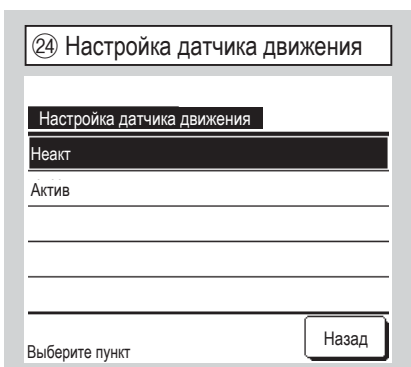 ㉔ Настройка датчика движения
Настройка датчика движения
Неакт
Актив
Выберите пункт
Назад